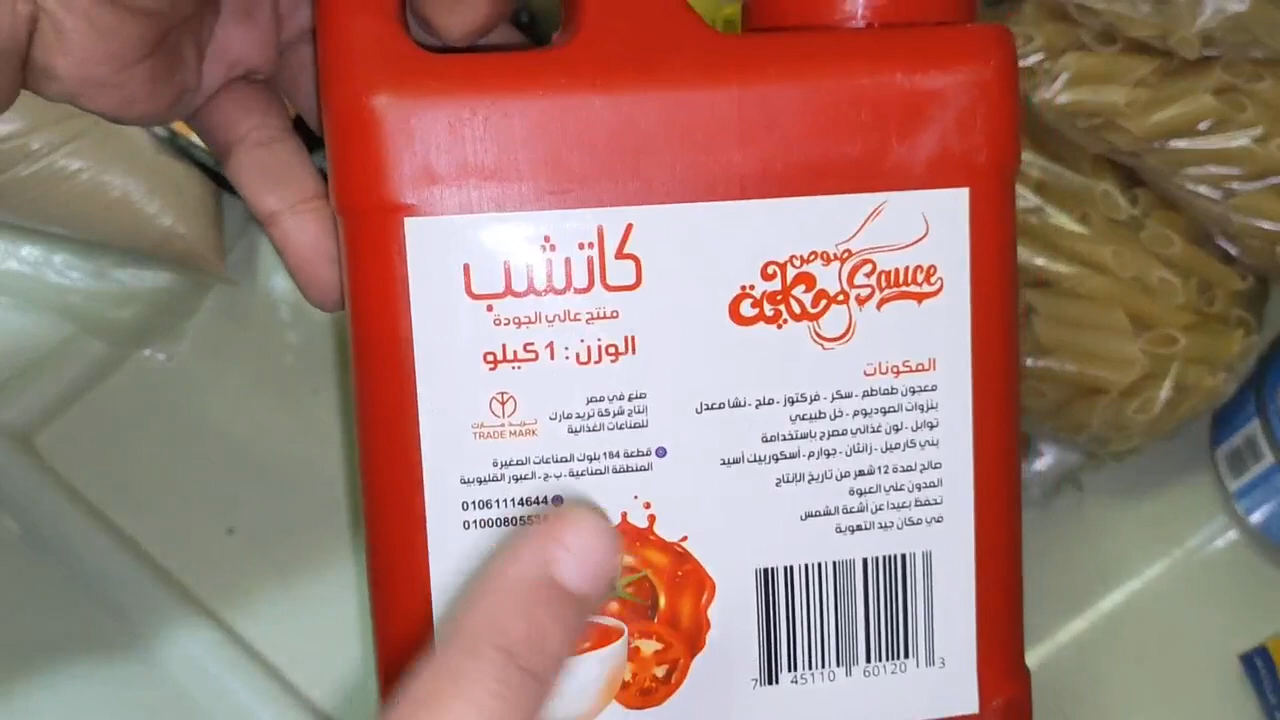 صوص
Sauce
المكونات
معجون طماطم - سكر - فركتوز - ملح - نشا معدل
بنزوات الصوديوم - خل طبيعي
توابل - لون غذائي مصرح بإستخدامة
بني كارميل - زانثان - جوارم - أسكوربيك أسيد
صالح لمدة 12 شهر من تاريخ الإنتاج
المدون علي العبوة
تحفظ بعيدا عن أشعة الشمس
في مكان جيد التهوية
7 45110 60120 3
كاتشب
منتج عالي الجودة
الوزن : 1 كيلو
صنع في مصر
إنتاج شركة تريد مارك
للصناعات الغذائية
تريد مارك
TRADE MARK
قطعة 184 بلوك الصناعات الصغيرة
المنطقة الصناعية - ب.ج - العبور القليوبية
01061114644